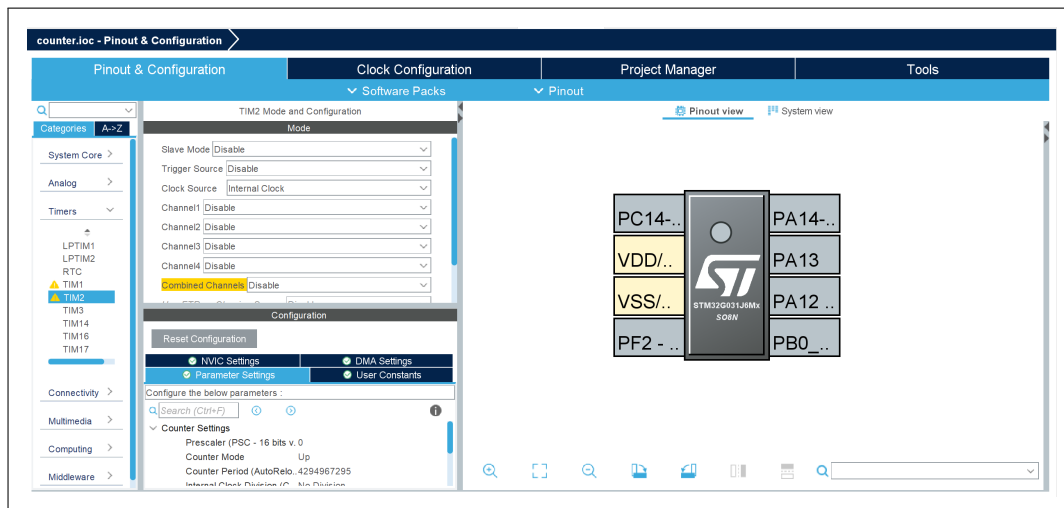 counter.ioc - Pinout & Configuration
Pinout & Configuration
Clock Configuration
Project Manager
Tools
Software Packs
Pinout
Categories
A->Z
System Core
Analog
Timers
LPTIM1
LPTIM2
RTC
TIM1
TIM2
TIM3
TIM14
TIM16
TIM17
Connectivity
Multimedia
Computing
Middleware
TIM2 Mode and Configuration
Mode
Slave Mode Disable
Trigger Source Disable
Clock Source Internal Clock
Channel1 Disable
Channel2 Disable
Channel3 Disable
Channel4 Disable
Combined Channels Disable
Configuration
Reset Configuration
NVIC Settings
DMA Settings
Parameter Settings
User Constants
Configure the below parameters :
Search (Ctrl+F)
Counter Settings
Prescaler (PSC - 16 bits v. 0
Counter Mode Up
Counter Period (AutoRelo.. 4294967295
Internal Clock Division (C.. No Division
Pinout view
System view
PC14-..
VDD/..
VSS/..
PF2 - ..
STM32G031J6Mx
SO8N
PA14-..
PA13
PA12 ..
PB0_..